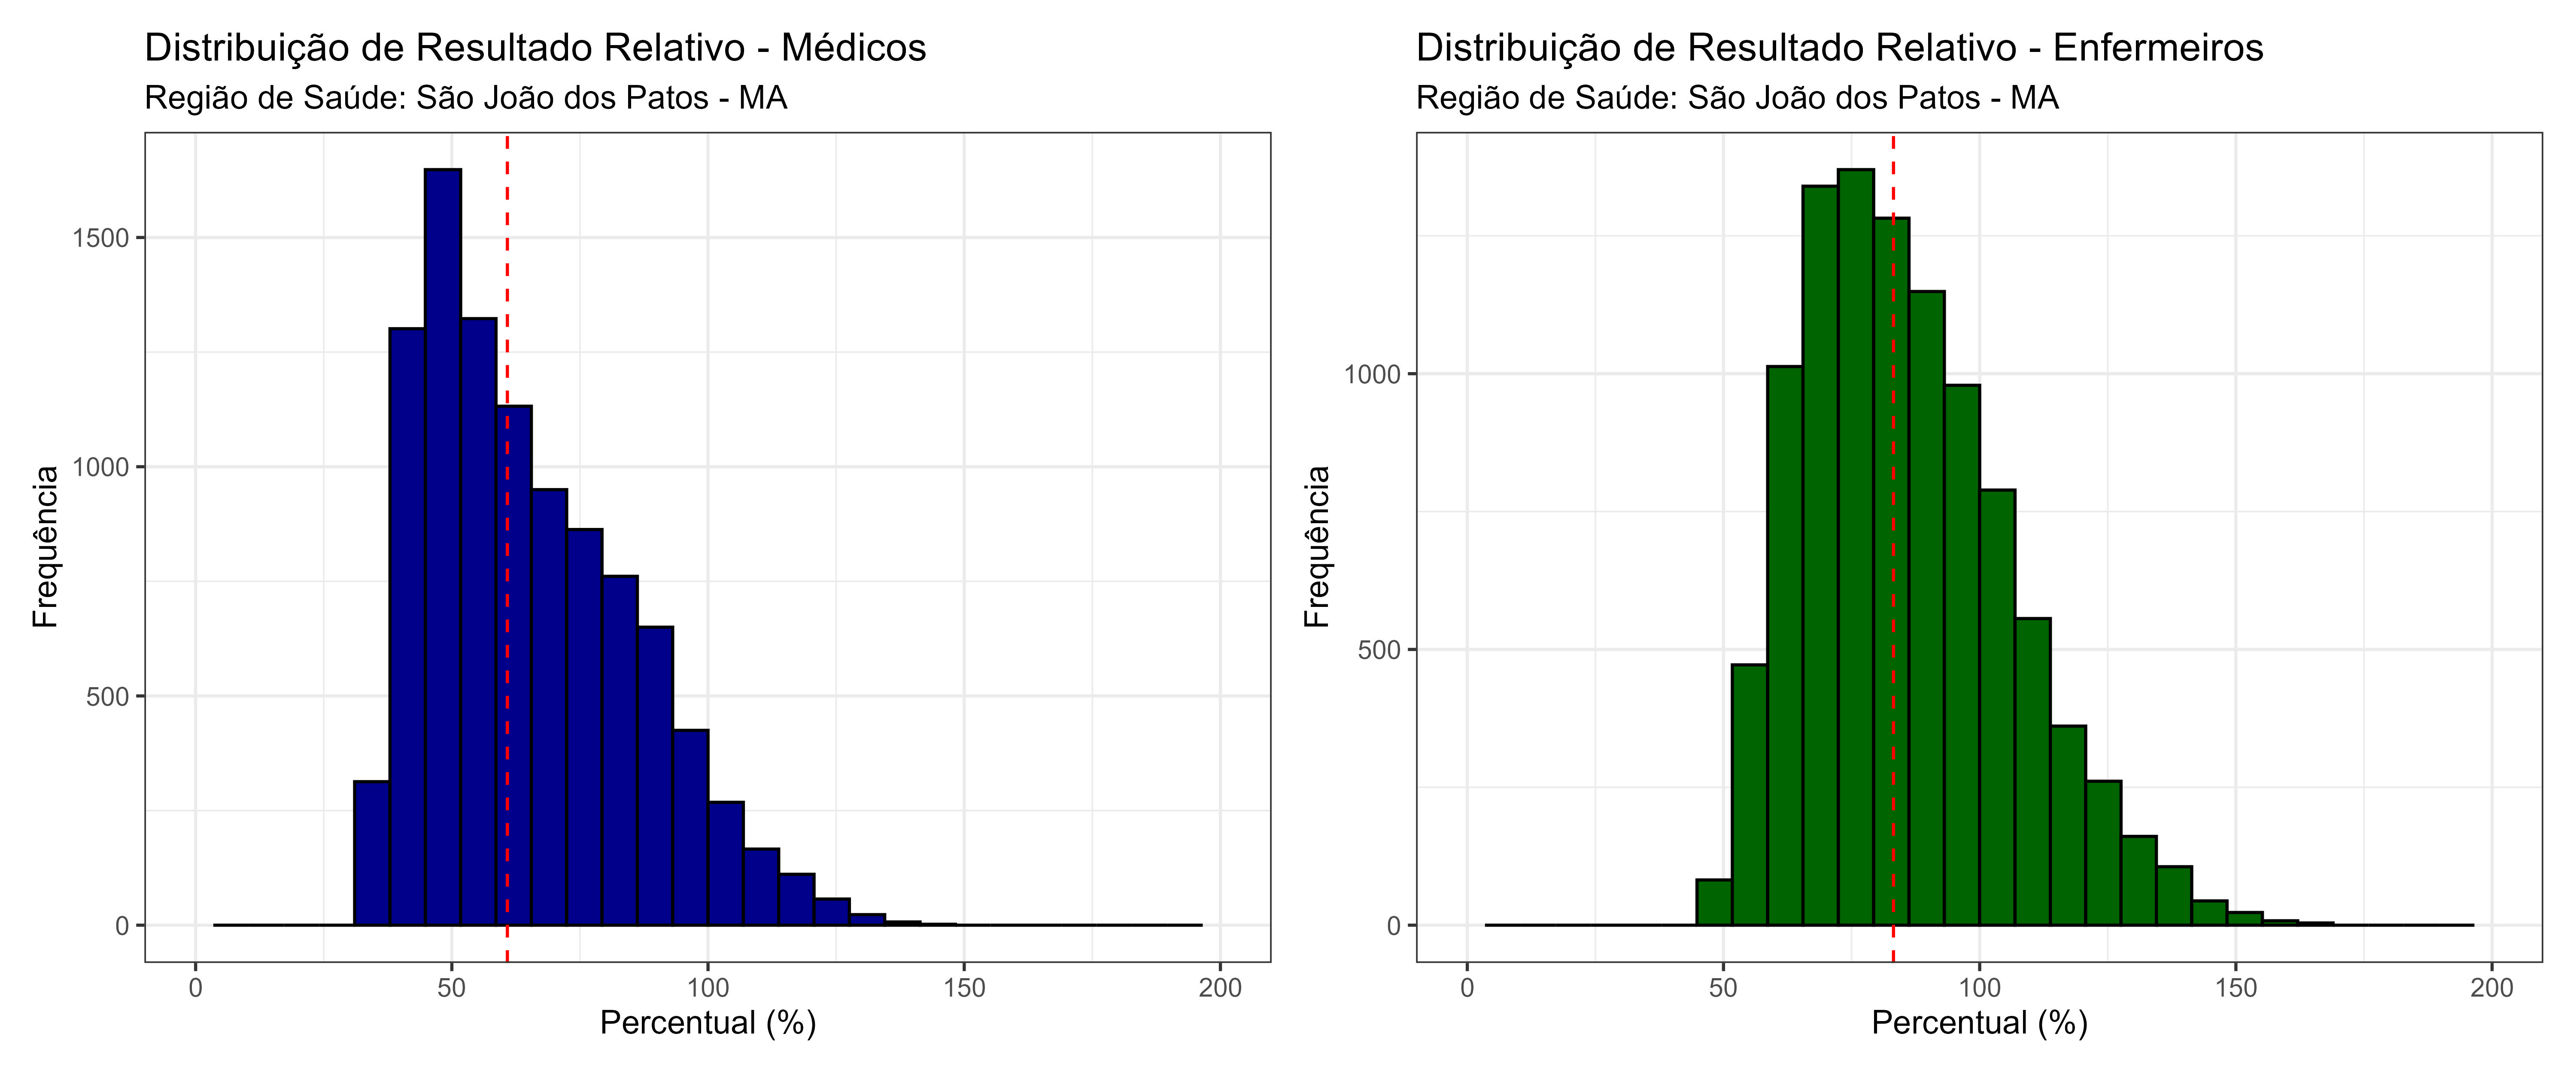 Distribuição de Resultado Relativo - Médicos
Região de Saúde: São João dos Patos - MA
Frequência
1500
1000
500
0
0 50 100 150 200
Percentual (%)
Distribuição de Resultado Relativo - Enfermeiros
Região de Saúde: São João dos Patos - MA
Frequência
1000
500
0
0 50 100 150 200
Percentual (%)